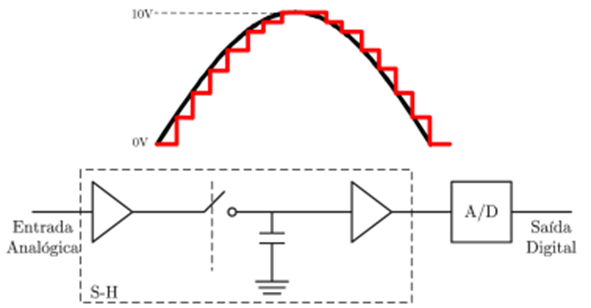 10V
0V
Entrada
Analógica
A/D
Saída
Digital
S-H